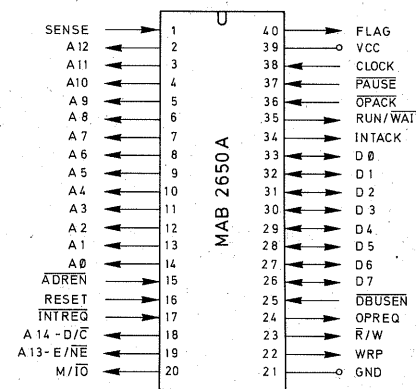 SENSE 1 40 FLAG
A12 2 39 VCC
A11 3 38 CLOCK
A10 4 37 PAUSE
A9 5 36 OPACK
A8 6 35 RUN/WAI
A7 7 34 INTACK
A6 8 33 DØ
A5 9 32 D1
A4 10 31 D2
A3 11 30 D3
A2 12 29 D4
A1 13 28 D5
AØ 14 27 D6
ADREN 15 26 D7
RESET 16 25 DBUSEN
INTREQ 17 24 OPREQ
A14-D/C 18 23 R/W
A13-E/NE 19 22 WRP
M/IO 20 21 GND
MAB 2650A